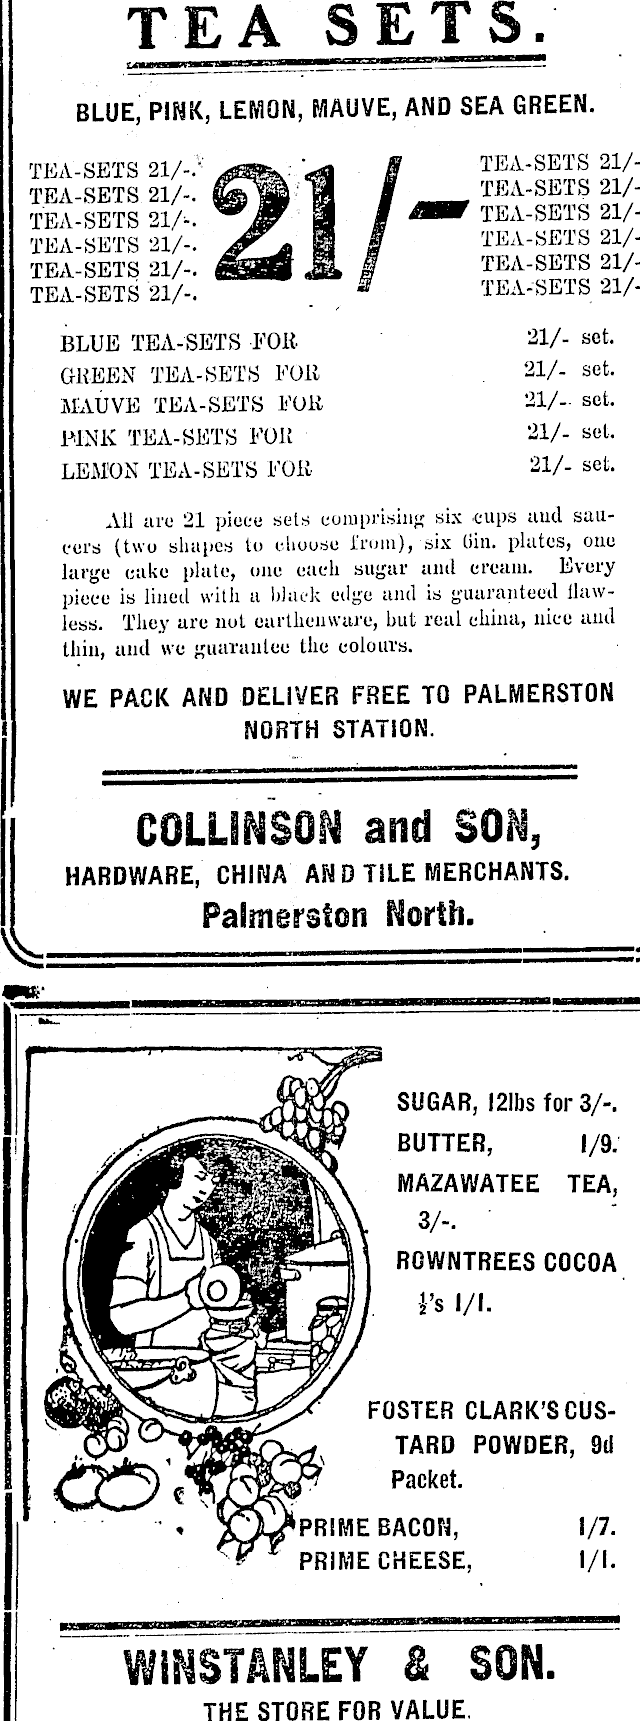 TEA SETS.
BLUE, PINK, LEMON, MAUVE, AND SEA GREEN.
TEA-SETS 21/-.
TEA-SETS 21/-.
TEA-SETS 21/-.
TEA-SETS 21/-.
TEA-SETS 21/-.
TEA-SETS 21/-.
21/-
TEA-SETS 21/-
TEA-SETS 21/-
TEA-SETS 21/-
TEA-SETS 21/-
TEA-SETS 21/-
TEA-SETS 21/-
BLUE TEA-SETS FOR 21/- set.
GREEN TEA-SETS FOR 21/- set.
MAUVE TEA-SETS FOR 21/- set.
PINK TEA-SETS FOR 21/- set.
LEMON TEA-SETS FOR 21/- set.
All are 21 piece sets comprising six cups and sau-
cers (two shapes to choose from), six 6in. plates, one
large cake plate, one each sugar and cream. Every
piece is lined with a black edge and is guaranteed flaw-
less. They are not earthenware, but real china, nice and
thin, and we guarantee the colours.
WE PACK AND DELIVER FREE TO PALMERSTON
NORTH STATION.
COLLINSON and SON,
HARDWARE, CHINA AND TILE MERCHANTS.
Palmerston North.
SUGAR, 12lbs for 3/-.
BUTTER, 1/9.
MAZAWATEE TEA,
3/-.
ROWNTREES COCOA
½'s 1/1.
FOSTER CLARK'S CUS-
TARD POWDER, 9d
Packet.
PRIME BACON, 1/7.
PRIME CHEESE, 1/1.
WINSTANLEY & SON.
THE STORE FOR VALUE.